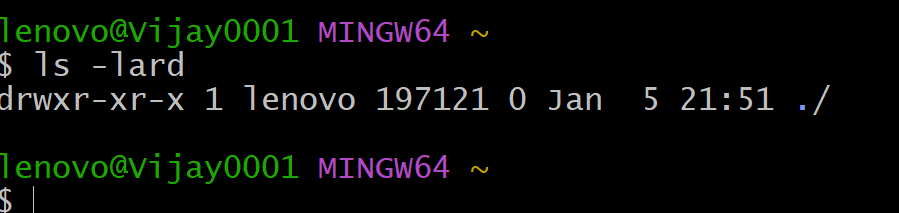 lenovo@Vijay0001 MINGW64 ~
$ ls -lard
drwxr-xr-x 1 lenovo 197121 0 Jan  5 21:51 ./
lenovo@Vijay0001 MINGW64 ~
$